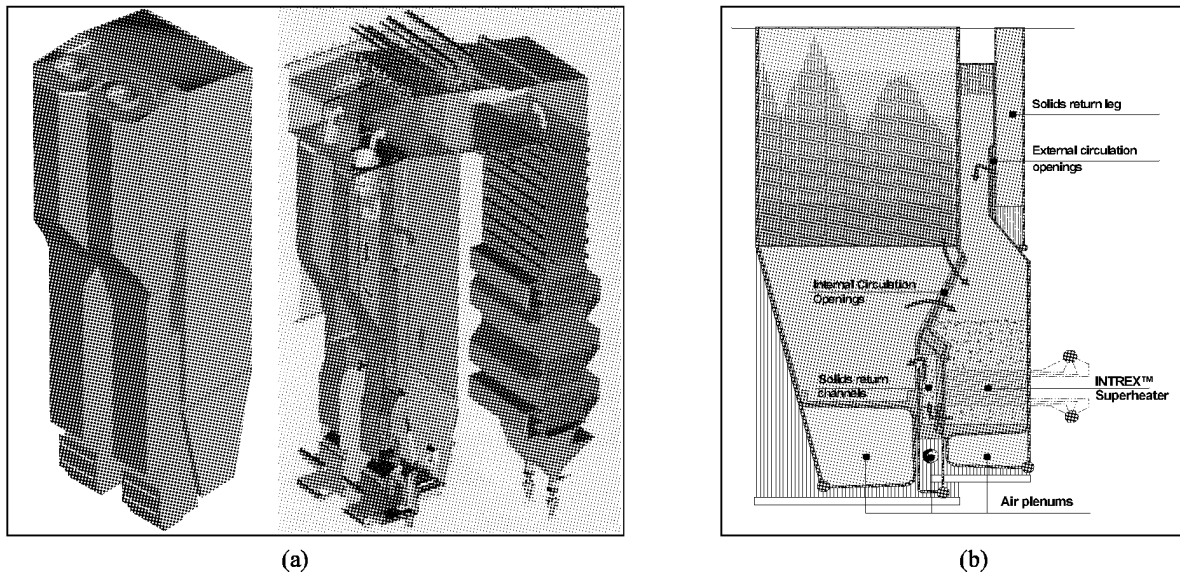 Solids return leg
External circulation
openings
Internal Circulation
Openings
Solids return
channels
INTREX™
Superheater
Air plenums
(a)
(b)